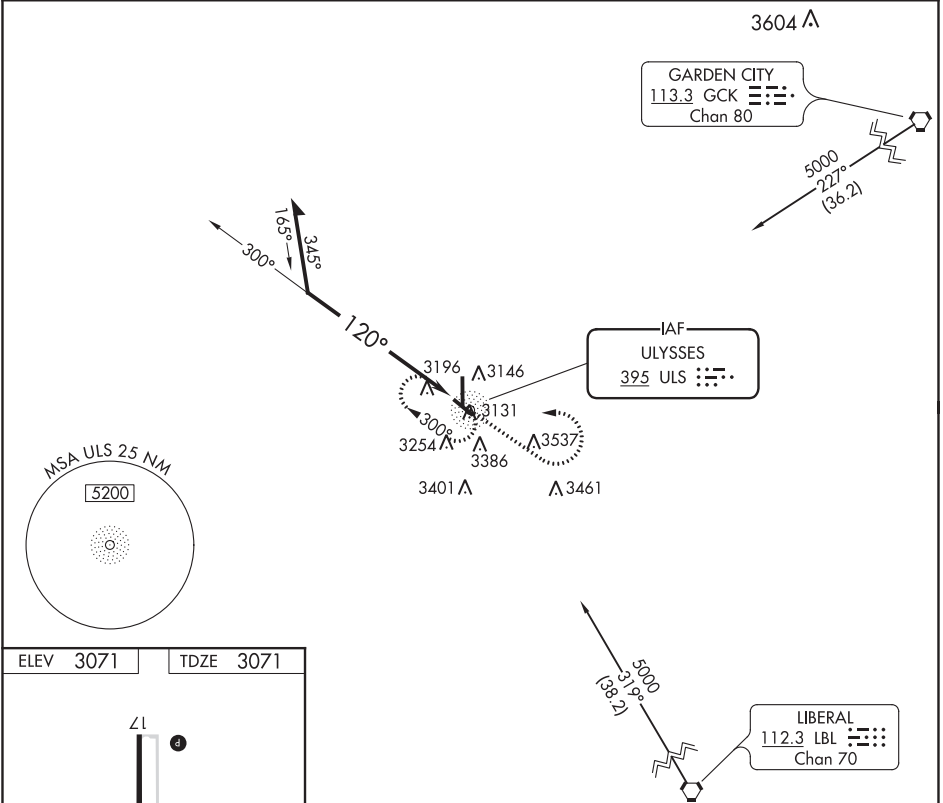 3604
GARDEN CITY
113.3 GCK
Chan 80
5000
227°
(36.2)
165°
345°
300°
120°
IAF
ULYSSES
395 ULS
3196
3146
3131
300°
3254
3386
3537
3401
3461
MSA ULS 25 NM
5200
5000
319°
(38.2)
LIBERAL
112.3 LBL
Chan 70
ELEV 3071
TDZE 3071
17
P